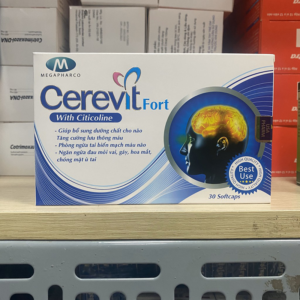 MEGAPHARCO
Cerevit Fort
With Citicoline
- Giúp bổ sung dưỡng chất cho não
Tăng cường lưu thông máu
- Phòng ngừa tai biến mạch máu não
- Ngăn ngừa đau mỏi vai, gáy, hoa mắt,
chóng mặt ù tai
Best
Use
30 Softcaps